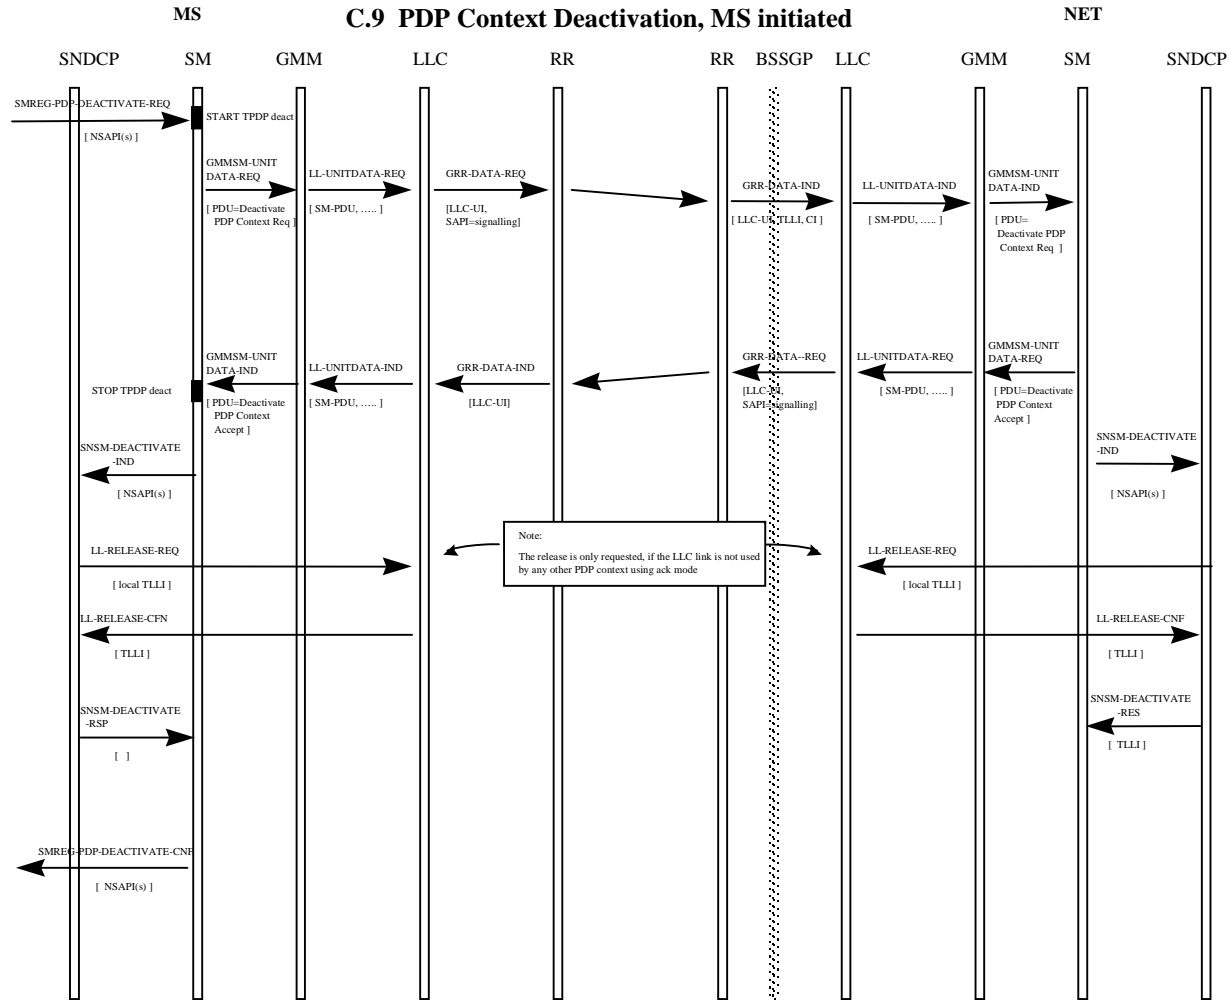 MS
C.9 PDP Context Deactivation, MS initiated
NET
SNDCP
SM
GMM
LLC
RR
RR
BSSGP
LLC
GMM
SM
SNDCP
SMREG-PDP-DEACTIVATE-REQ
[ NSAPI(s) ]
START TPDP deact
GMMSM-UNIT
DATA-REQ
[ PDU=Deactivate
PDP Context Req ]
LL-UNITDATA-REQ
[ SM-PDU, ..... ]
GRR-DATA-REQ
[LLC-UI,
SAPI=signalling]
GRR-DATA-IND
[ LLC-UI, TLLI, CI ]
LL-UNITDATA-IND
[ SM-PDU, ..... ]
GMMSM-UNIT
DATA-IND
[ PDU=
Deactivate PDP
Context Req ]
STOP TPDP deact
GMMSM-UNIT
DATA-IND
[ PDU=Deactivate
PDP Context
Accept ]
LL-UNITDATA-IND
[ SM-PDU, ..... ]
GRR-DATA-IND
[LLC-UI]
GRR-DATA--REQ
[LLC-UI,
SAPI=signalling]
LL-UNITDATA-REQ
[ SM-PDU, ..... ]
GMMSM-UNIT
DATA-REQ
[ PDU=Deactivate
PDP Context
Accept ]
SNSM-DEACTIVATE
-IND
[ NSAPI(s) ]
SNSM-DEACTIVATE
-IND
[ NSAPI(s) ]
Note:
The release is only requested, if the LLC link is not used
by any other PDP context using ack mode
LL-RELEASE-REQ
[ local TLLI ]
LL-RELEASE-REQ
[ local TLLI ]
LL-RELEASE-CFN
[ TLLI ]
LL-RELEASE-CNF
[ TLLI ]
SNSM-DEACTIVATE
-RSP
[ ]
SNSM-DEACTIVATE
-RES
[ TLLI ]
SMREG-PDP-DEACTIVATE-CNF
[ NSAPI(s) ]